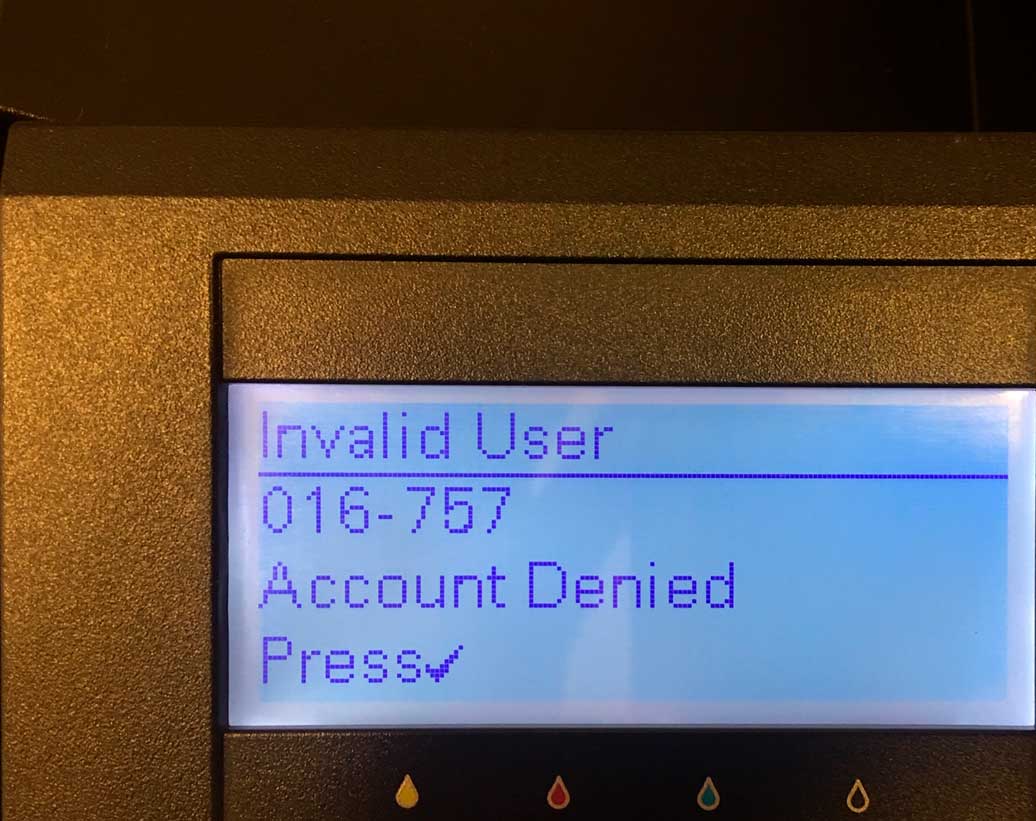 Invalid User
016-757
Account Denied
Press✓